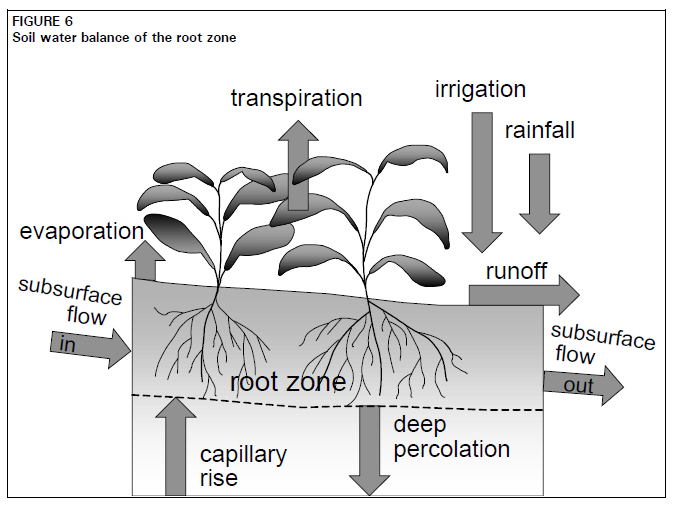 FIGURE 6
Soil water balance of the root zone
transpiration
irrigation
rainfall
evaporation
subsurface
flow
in
runoff
subsurface
flow
out
root zone
capillary
rise
deep
percolation